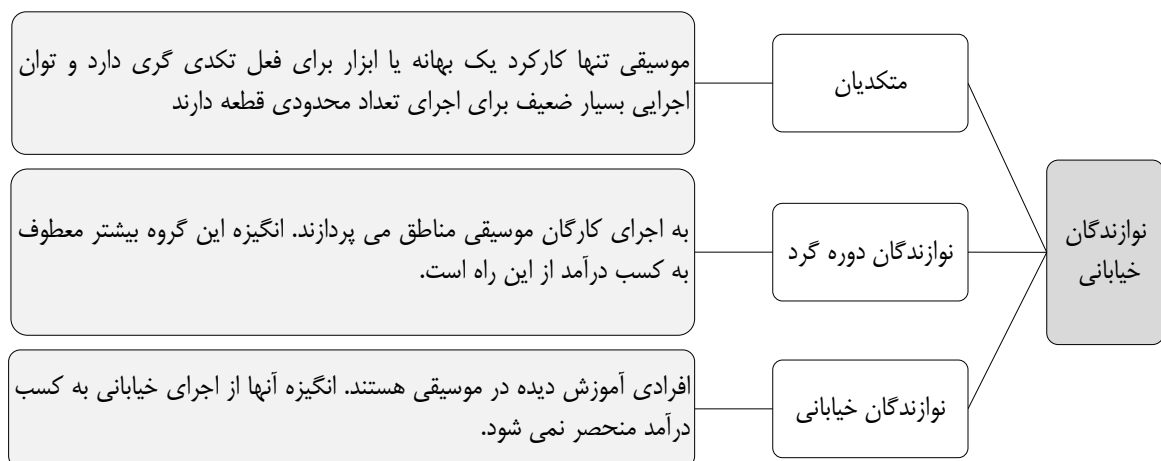 نوازندگان
خیابانی
متکدیان
موسیقی تنها کارکرد یک بهانه یا ابزار برای فعل تکدی گری دارد و توان
اجرایی بسیار ضعیف برای اجرای تعداد محدودی قطعه دارند
نوازندگان دوره گرد
به اجرای کارگان موسیقی مناطق می پردازند. انگیزه این گروه بیشتر معطوف
به کسب درآمد از این راه است.
نوازندگان خیابانی
افرادی آموزش دیده در موسیقی هستند. انگیزه آنها از اجرای خیابانی به کسب
درآمد منحصر نمی شود.